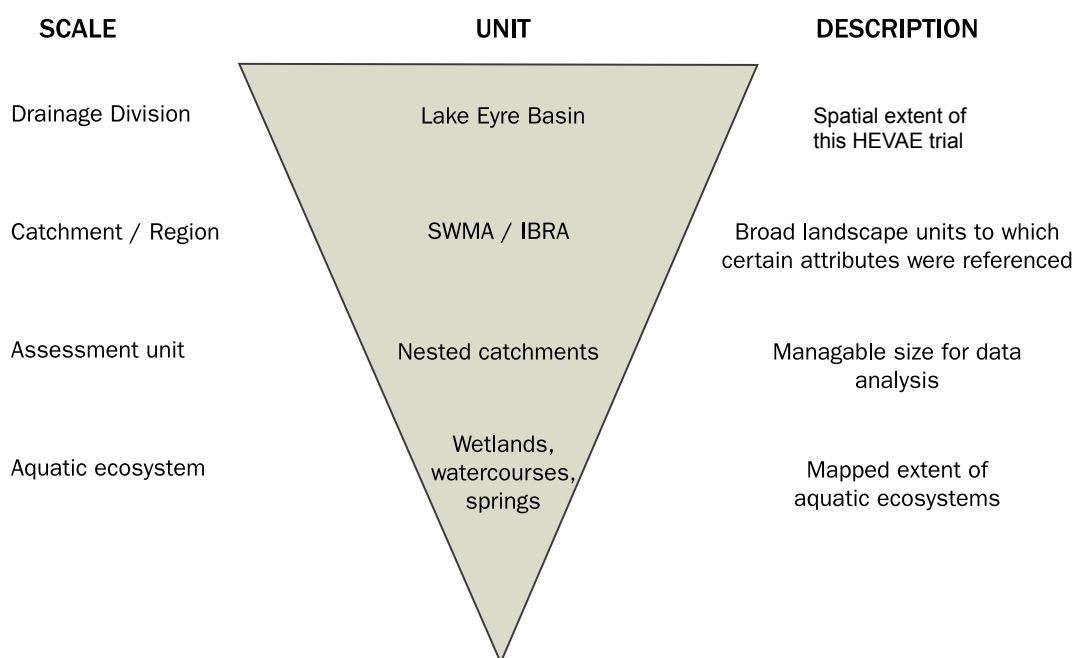 SCALE UNIT DESCRIPTION
Drainage Division Lake Eyre Basin Spatial extent of
this HEVAE trial
Catchment / Region SWMA / IBRA Broad landscape units to which
certain attributes were referenced
Assessment unit Nested catchments Managable size for data
analysis
Aquatic ecosystem Wetlands,
watercourses,
springs
Mapped extent of
aquatic ecosystems